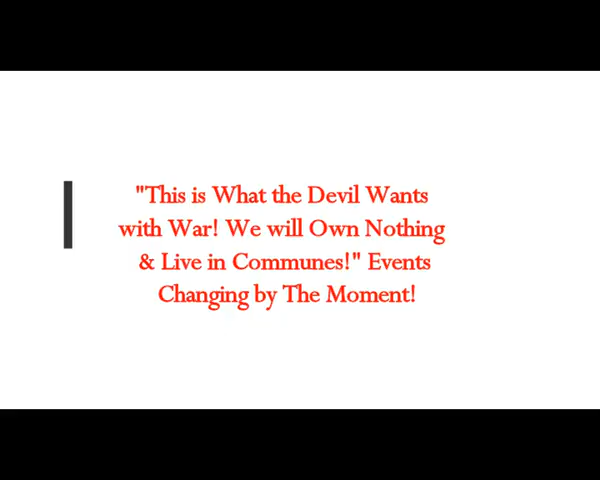 "This is What the Devil Wants
with War! We will Own Nothing
& Live in Communes!" Events
Changing by The Moment!